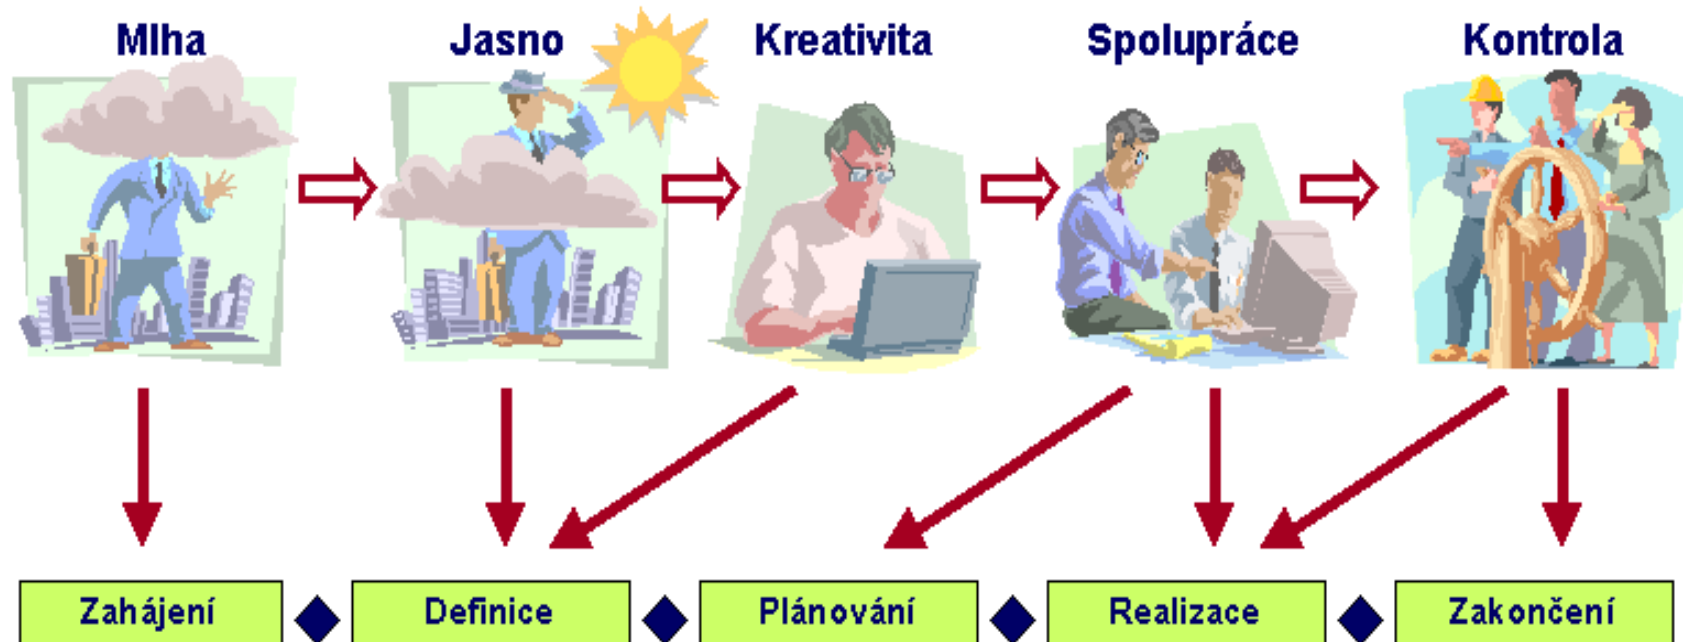 Mlha
Jasno
Kreativita
Spolupráce
Kontrola
Zahájení
Definice
Plánování
Realizace
Zakončení